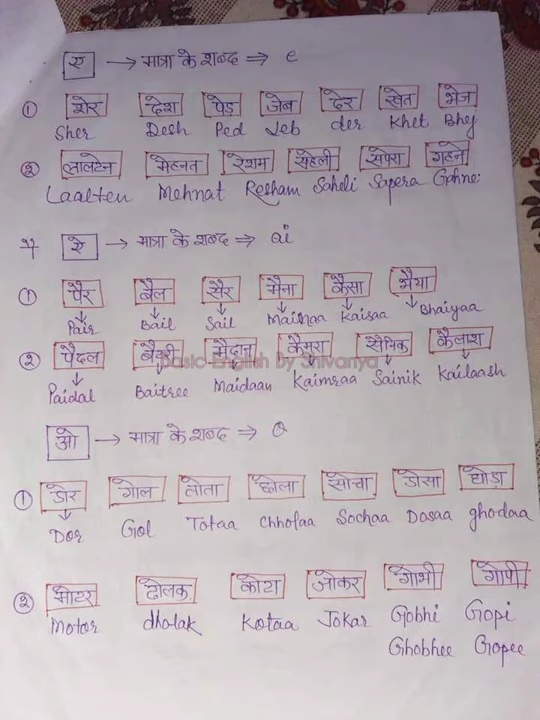 ए → मात्रा के शब्द ⇒ e
① शेर देश पेड़ जेब देर खेत भेज
Sher Desh Ped Jeb der Khet Bhej
② लालटेन मेहनत रेशम सहेली सपेरा गहने
Laalten Mehnat Resham Saheli Sapera Gahne
ऐ → मात्रा के शब्द ⇒ ai
① पैर बैल सैर मैना कैसा भैया
Pair Bail Sail Mainaa Kaisaa Bhaiyaa
② पैदल बैट्री मैदान कैमरा सैनिक कैलाश
Basic English By Shivanya
Paidal Baitree Maidaan Kaimraa Sainik Kailaash
ओ → मात्रा के शब्द ⇒ o
① डोर गोल तोता छोला सोचा डोसा घोड़ा
Dor Gol Totaa Chholaa Sochaa Dosaa ghodaa
② मोटर ढोलक कोटा जोकर गोभी गोपी
Motor dholak Kotaa Jokar Gobhi Gopi
Ghobhee Gopee